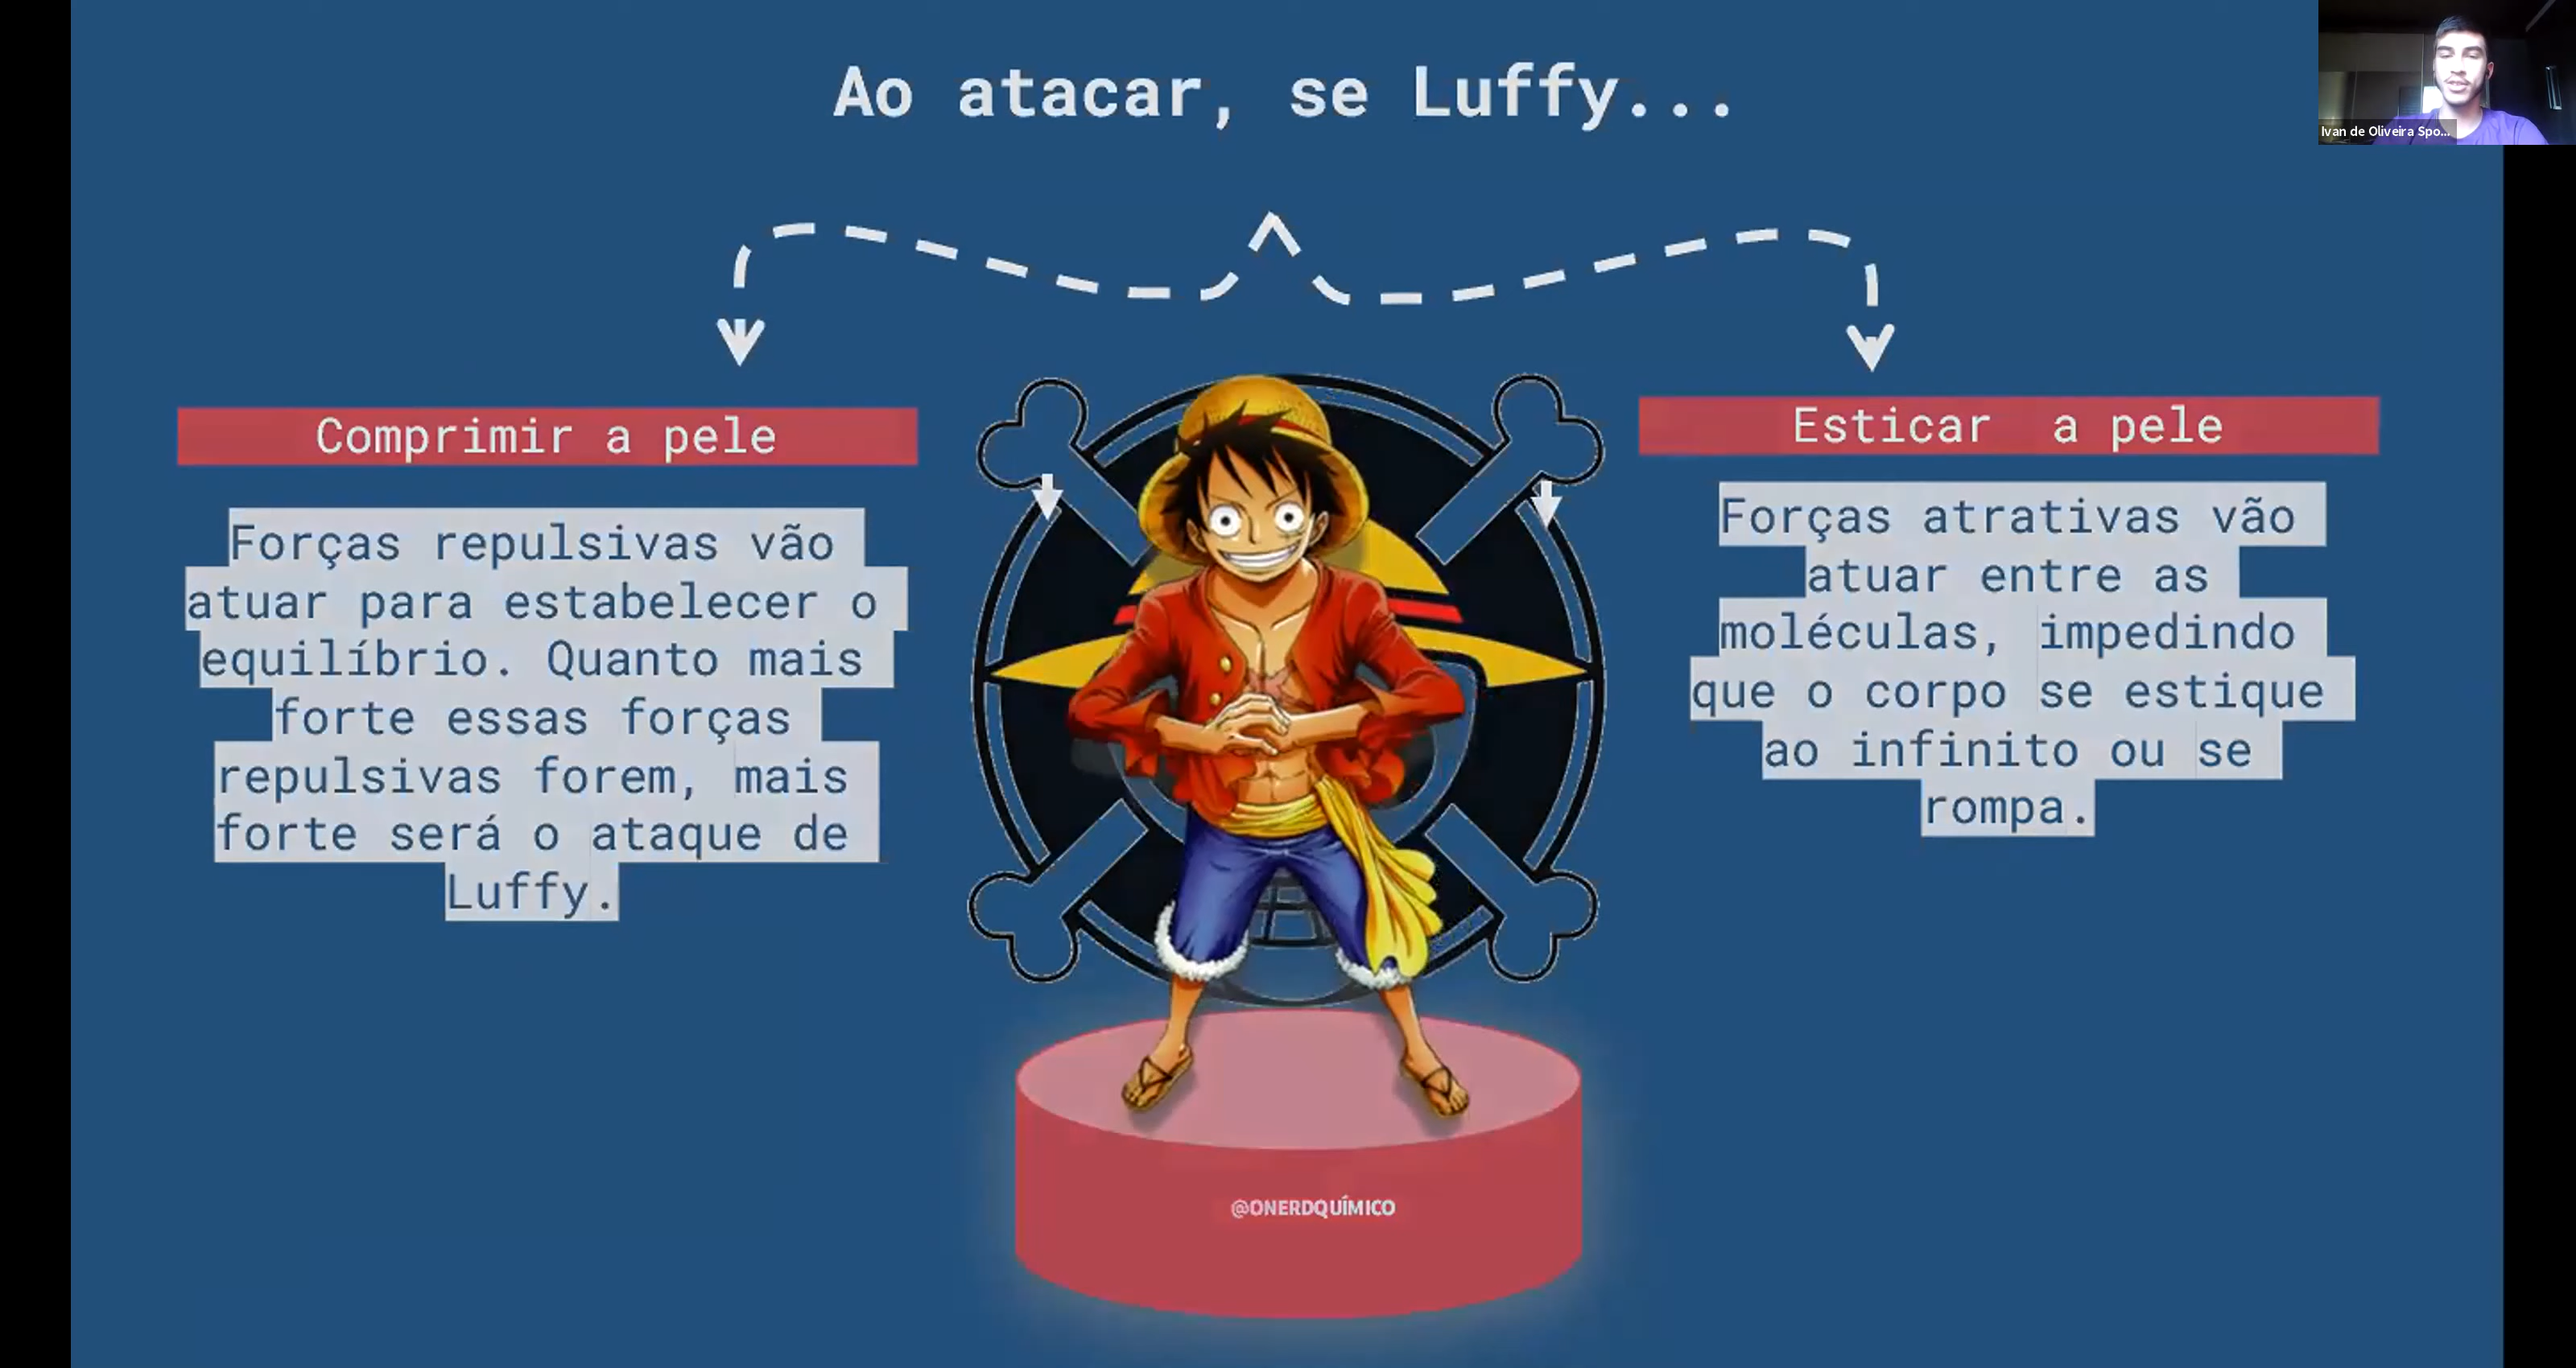 Ao atacar, se Luffy...
Ivan de Oliveira Spo...
Comprimir a pele
Forças repulsivas vão
atuar para estabelecer o
equilíbrio. Quanto mais
forte essas forças
repulsivas forem, mais
forte será o ataque de
Luffy.
Esticar a pele
Forças atrativas vão
atuar entre as
moléculas, impedindo
que o corpo se estique
ao infinito ou se
rompa.
@ONERDQUÍMICO